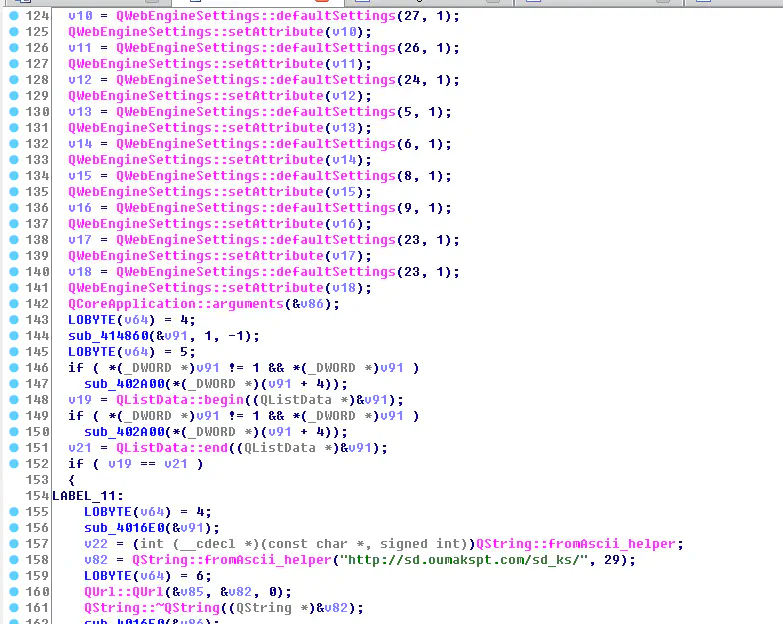 124 v10 = QWebEngineSettings::defaultSettings(27, 1);
125 QWebEngineSettings::setAttribute(v10);
126 v11 = QWebEngineSettings::defaultSettings(26, 1);
127 QWebEngineSettings::setAttribute(v11);
128 v12 = QWebEngineSettings::defaultSettings(24, 1);
129 QWebEngineSettings::setAttribute(v12);
130 v13 = QWebEngineSettings::defaultSettings(5, 1);
131 QWebEngineSettings::setAttribute(v13);
132 v14 = QWebEngineSettings::defaultSettings(6, 1);
133 QWebEngineSettings::setAttribute(v14);
134 v15 = QWebEngineSettings::defaultSettings(8, 1);
135 QWebEngineSettings::setAttribute(v15);
136 v16 = QWebEngineSettings::defaultSettings(9, 1);
137 QWebEngineSettings::setAttribute(v16);
138 v17 = QWebEngineSettings::defaultSettings(23, 1);
139 QWebEngineSettings::setAttribute(v17);
140 v18 = QWebEngineSettings::defaultSettings(23, 1);
141 QWebEngineSettings::setAttribute(v18);
142 QCoreApplication::arguments(&v86);
143 LOBYTE(v64) = 4;
144 sub_414860(&v91, 1, -1);
145 LOBYTE(v64) = 5;
146 if ( *(_DWORD *)v91 != 1 && *(_DWORD *)v91 )
147 sub_402A00(*(_DWORD *)(v91 + 4));
148 v19 = QListData::begin((QListData *)&v91);
149 if ( *(_DWORD *)v91 != 1 && *(_DWORD *)v91 )
150 sub_402A00(*(_DWORD *)(v91 + 4));
151 v21 = QListData::end((QListData *)&v91);
152 if ( v19 == v21 )
153 {
154 LABEL_11:
155 LOBYTE(v64) = 4;
156 sub_4016E0(&v91);
157 v22 = (int (__cdecl *)(const char *, signed int))QString::fromAscii_helper;
158 v82 = QString::fromAscii_helper("http://sd.oumakspt.com/sd_ks/", 29);
159 LOBYTE(v64) = 6;
160 QUrl::QUrl(&v85, &v82, 0);
161 QString::~QString((QString *)&v82);
162 sub_4016E0(&v86);